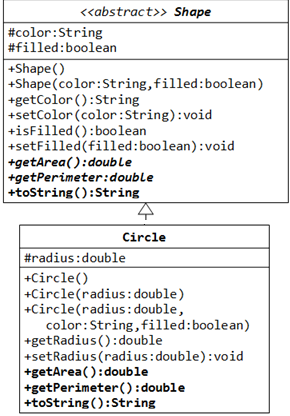 <<abstract>> Shape
#color:String
#filled:boolean
+Shape()
+Shape(color:String,filled:boolean)
+getColor():String
+setColor(color:String):void
+isFilled():boolean
+setFilled(filled:boolean):void
+getArea():double
+getPerimeter:double
+toString():String
Circle
#radius:double
+Circle()
+Circle(radius:double)
+Circle(radius:double,
color:String,filled:boolean)
+getRadius():double
+setRadius(radius:double):void
+getArea():double
+getPerimeter():double
+toString():String